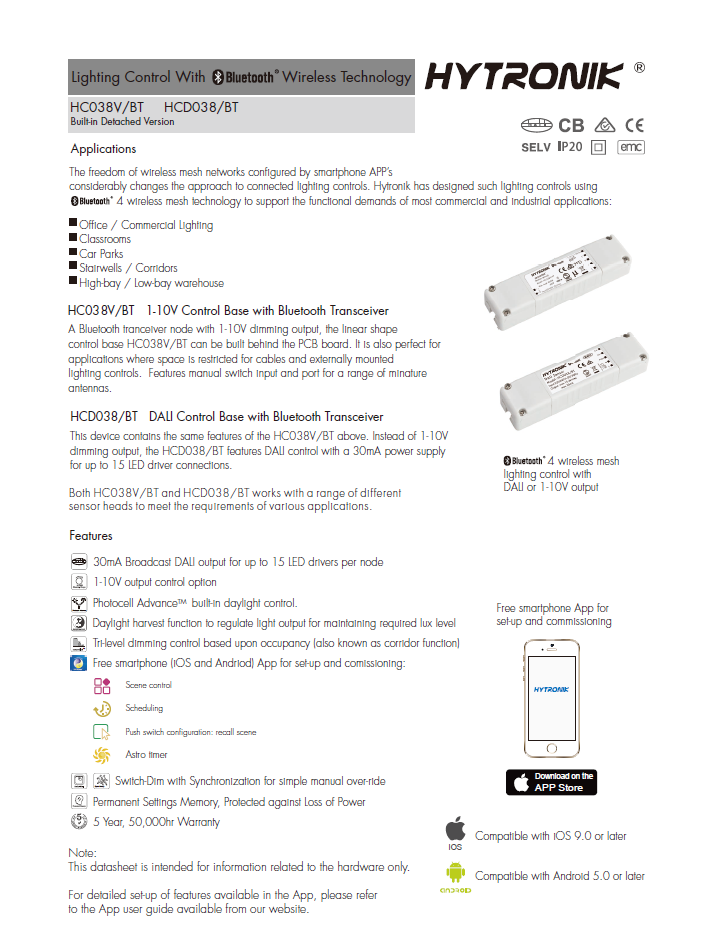 Lighting Control With Bluetooth® Wireless Technology
HYTRONIK ®
HC038V/BT HCD038/BT
Built-in Detached Version
CB CE
SELV IP20 emc
Applications
The freedom of wireless mesh networks configured by smartphone APP's
considerably changes the approach to connected lighting controls. Hytronik has designed such lighting controls using
Bluetooth® 4 wireless mesh technology to support the functional demands of most commercial and industrial applications:
Office / Commercial Lighting
Classrooms
Car Parks
Stairwells / Corridors
High-bay / Low-bay warehouse
HC038V/BT 1-10V Control Base with Bluetooth Transceiver
A Bluetooth tranceiver node with 1-10V dimming output, the linear shape
control base HC038V/BT can be built behind the PCB board. It is also perfect for
applications where space is restricted for cables and externally mounted
lighting controls. Features manual switch input and port for a range of minature
antennas.
HYTRONIK
HYTRONIK
HCD038/BT DALI Control Base with Bluetooth Transceiver
This device contains the same features of the HC038V/BT above. Instead of 1-10V
dimming output, the HCD038/BT features DALI control with a 30mA power supply
for up to 15 LED driver connections.
Both HC038V/BT and HCD038/BT works with a range of different
sensor heads to meet the requirements of various applications.
Bluetooth® 4 wireless mesh
lighting control with
DALI or 1-10V output
Features
30mA Broadcast DALI output for up to 15 LED drivers per node
1-10V output control option
Photocell Advance™ built-in daylight control.
Daylight harvest function to regulate light output for maintaining required lux level
Tri-level dimming control based upon occupancy (also known as corridor function)
Free smartphone (iOS and Andriod) App for set-up and comissioning:
Scene control
Scheduling
Push switch configuration: recall scene
Astro timer
Switch-Dim with Synchronization for simple manual over-ride
Permanent Settings Memory, Protected against Loss of Power
5 5 Year, 50,000hr Warranty
Free smartphone App for
set-up and commissioning
HYTRONIK
Download on the
APP Store
iOS Compatible with iOS 9.0 or later
android Compatible with Android 5.0 or later
Note:
This datasheet is intended for information related to the hardware only.
For detailed set-up of features available in the App, please refer
to the App user guide available from our website.